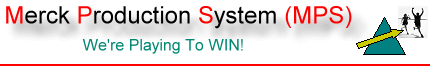 Merck Production System (MPS)
We're Playing To WIN!